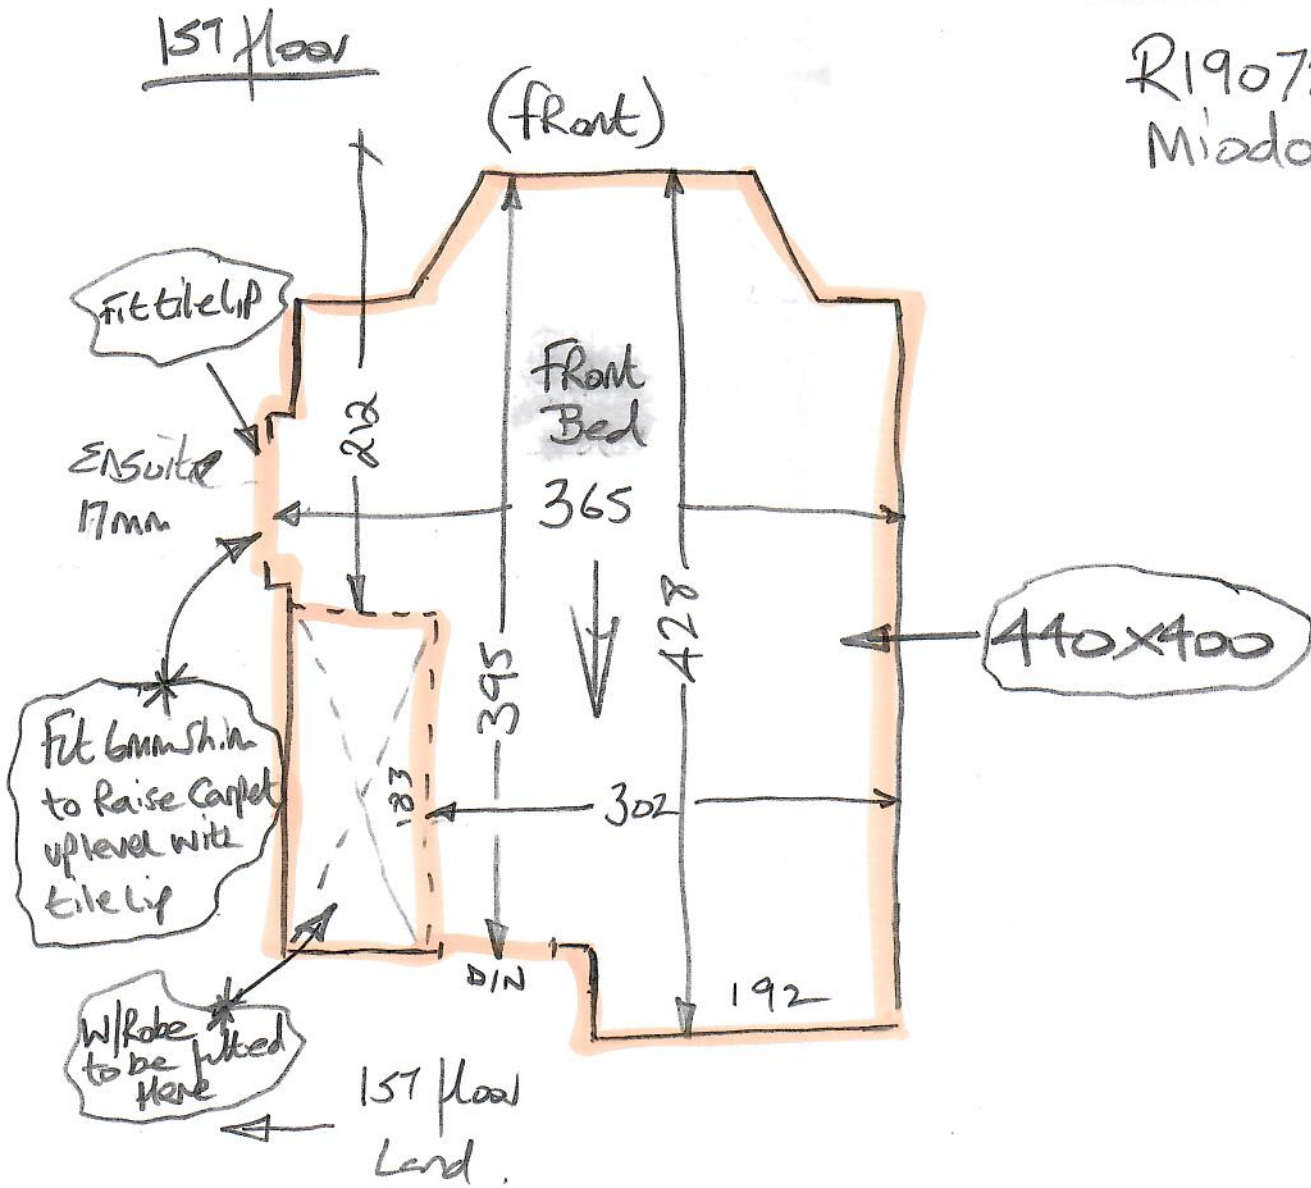 1ST floor
(fRont)
R1907
Miodo
Fit tile lip
212
FRont
Bed
Ensuite
17mm
365
428
440x400
395
Fit 6mm Shim
to Raise Carpet
up level with
tile lip
183
302
D/N
192
W/Robe
to be fitted
Here
1ST floor
Land.